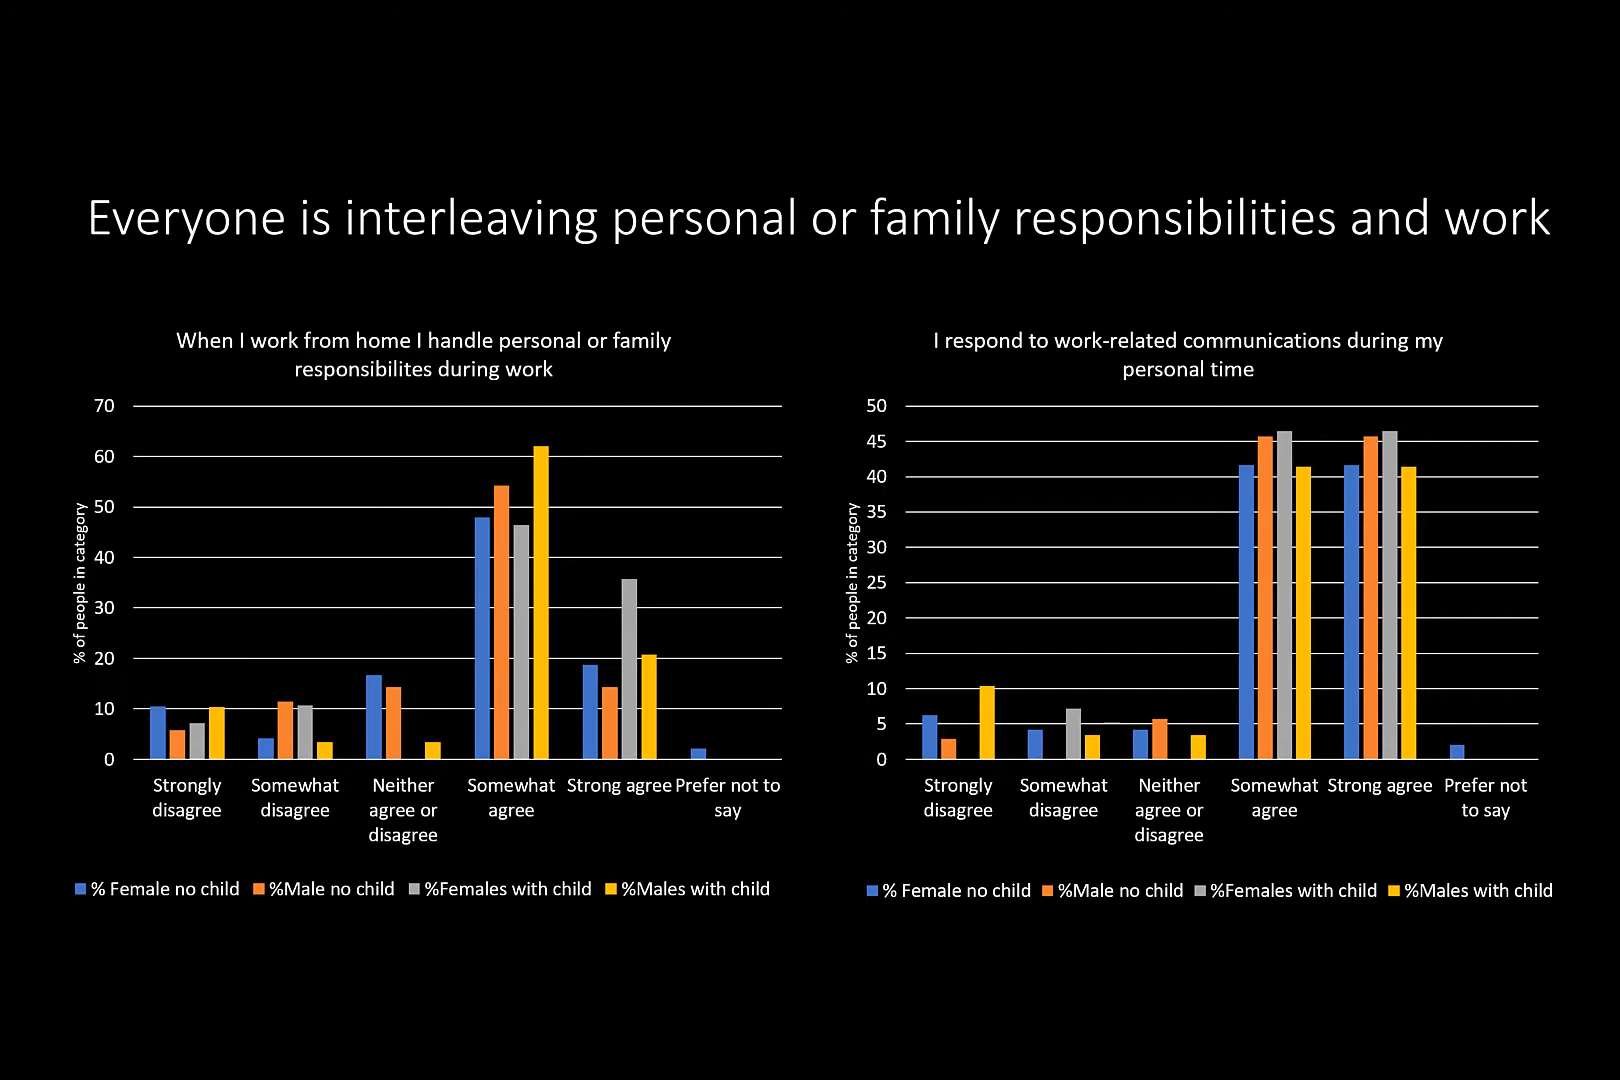 Everyone is interleaving personal or family responsibilities and work
When I work from home I handle personal or family
responsibilites during work
70
60
50
40
30
20
10
0
% of people in category
Strongly disagree
Somewhat disagree
Neither agree or disagree
Somewhat agree
Strong agree
Prefer not to say
% Female no child %Male no child %Females with child %Males with child
I respond to work-related communications during my
personal time
50
45
40
35
30
25
20
15
10
5
0
% of people in category
Strongly disagree
Somewhat disagree
Neither agree or disagree
Somewhat agree
Strong agree
Prefer not to say
% Female no child %Male no child %Females with child %Males with child